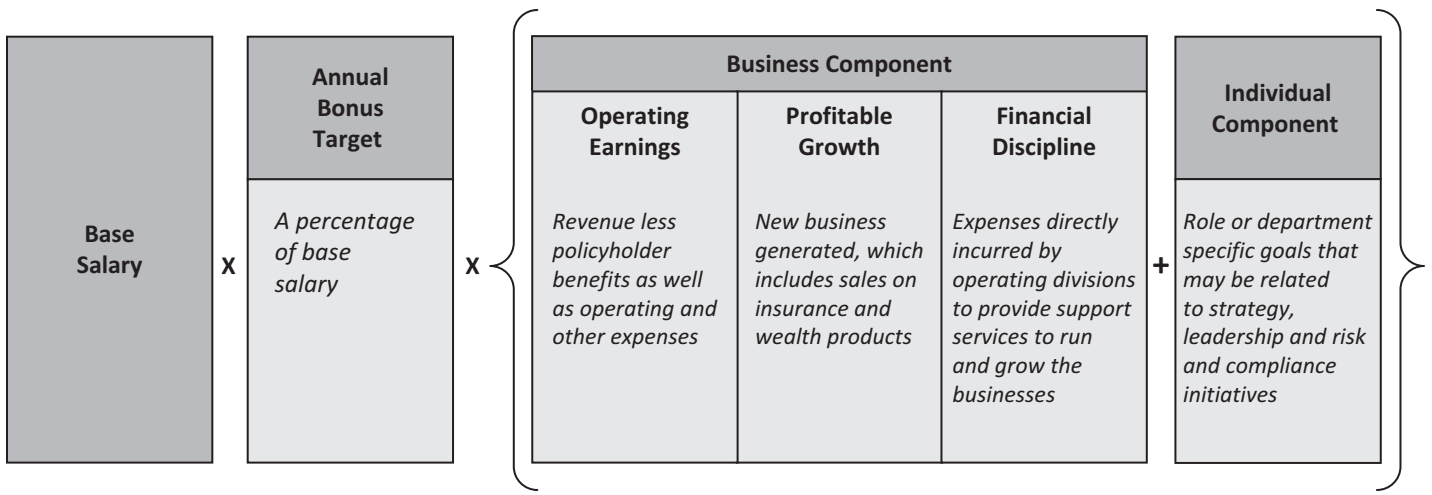 Base
Salary
X
Annual
Bonus
Target
A percentage
of base
salary
X
Business Component
Operating
Earnings
Revenue less
policyholder
benefits as well
as operating and
other expenses
Profitable
Growth
New business
generated, which
includes sales on
insurance and
wealth products
Financial
Discipline
Expenses directly
incurred by
operating divisions
to provide support
services to run
and grow the
businesses
+
Individual
Component
Role or department
specific goals that
may be related
to strategy,
leadership and risk
and compliance
initiatives